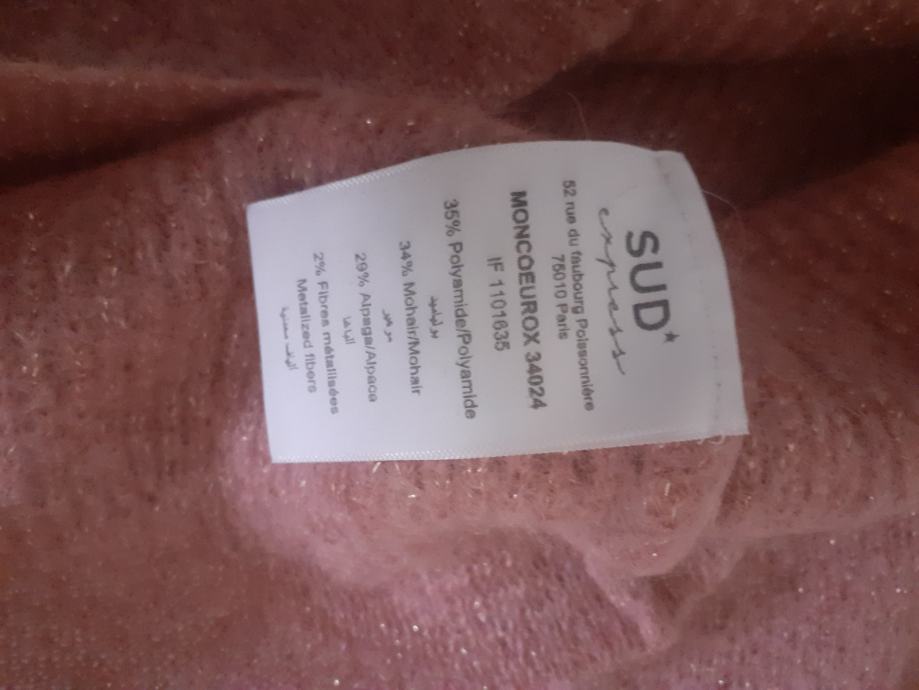 SUD★
express
52 rue du faubourg Poissonnière
75010 Paris
MONCOEUROX 34024
IF 1101635
35% Polyamide/Polyamide
34% Mohair/Mohair
29% Alpaga/Alpaca
2% Fibres métallisées
Metalized fibers